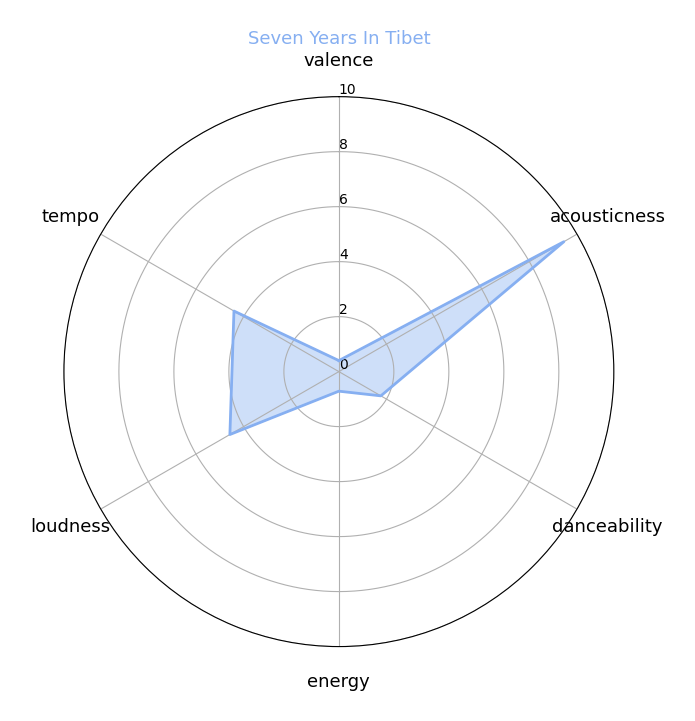 Seven Years In Tibet
valence
10
8
tempo
acousticness
6
4
2
0
loudness
danceability
energy